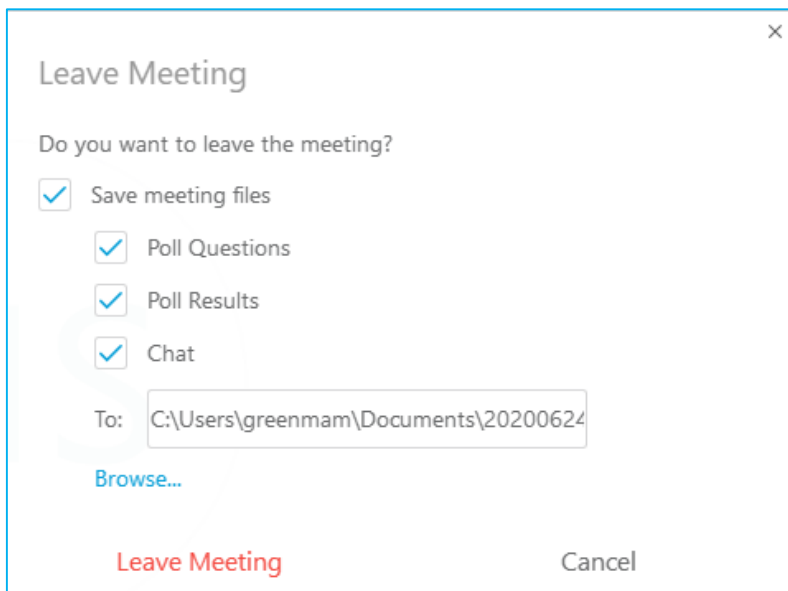 Leave Meeting
Do you want to leave the meeting?
Save meeting files
Poll Questions
Poll Results
Chat
To: C:\Users\greenmam\Documents\20200624
Browse...
Leave Meeting Cancel